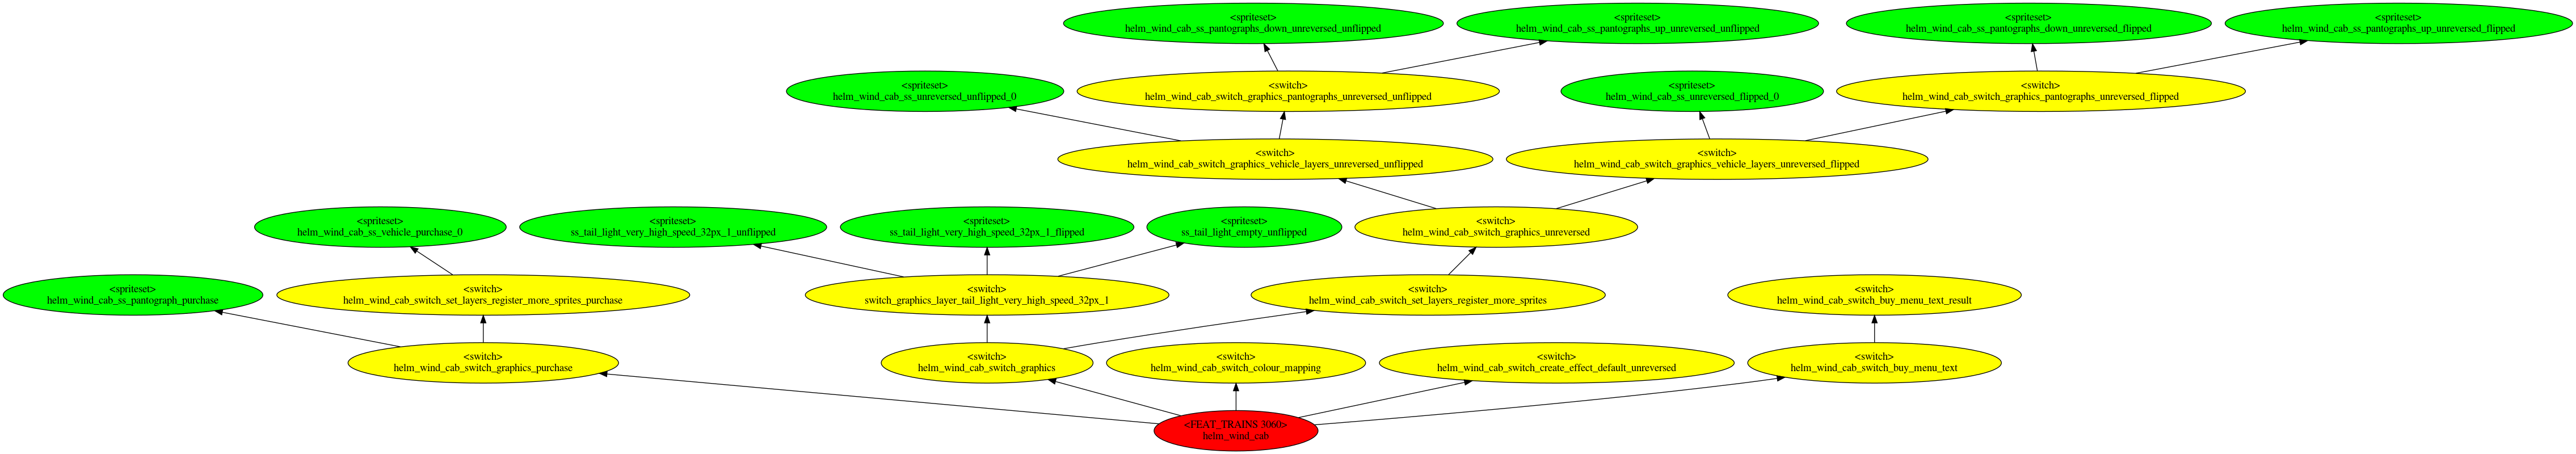 <spriteset>
helm_wind_cab_ss_pantographs_down_unreversed_unflipped
<spriteset>
helm_wind_cab_ss_pantographs_up_unreversed_unflipped
<spriteset>
helm_wind_cab_ss_pantographs_down_unreversed_flipped
<spriteset>
helm_wind_cab_ss_pantographs_up_unreversed_flipped
<spriteset>
helm_wind_cab_ss_unreversed_unflipped_0
<switch>
helm_wind_cab_switch_graphics_pantographs_unreversed_unflipped
<spriteset>
helm_wind_cab_ss_unreversed_flipped_0
<switch>
helm_wind_cab_switch_graphics_pantographs_unreversed_flipped
<switch>
helm_wind_cab_switch_graphics_vehicle_layers_unreversed_unflipped
<switch>
helm_wind_cab_switch_graphics_vehicle_layers_unreversed_flipped
<spriteset>
helm_wind_cab_ss_vehicle_purchase_0
<spriteset>
ss_tail_light_very_high_speed_32px_1_unflipped
<spriteset>
ss_tail_light_very_high_speed_32px_1_flipped
<spriteset>
ss_tail_light_empty_unflipped
<switch>
helm_wind_cab_switch_graphics_unreversed
<spriteset>
helm_wind_cab_ss_pantograph_purchase
<switch>
helm_wind_cab_switch_set_layers_register_more_sprites_purchase
<switch>
switch_graphics_layer_tail_light_very_high_speed_32px_1
<switch>
helm_wind_cab_switch_set_layers_register_more_sprites
<switch>
helm_wind_cab_switch_buy_menu_text_result
<switch>
helm_wind_cab_switch_graphics_purchase
<switch>
helm_wind_cab_switch_graphics
<switch>
helm_wind_cab_switch_colour_mapping
<switch>
helm_wind_cab_switch_create_effect_default_unreversed
<switch>
helm_wind_cab_switch_buy_menu_text
<FEAT_TRAINS 3060>
helm_wind_cab